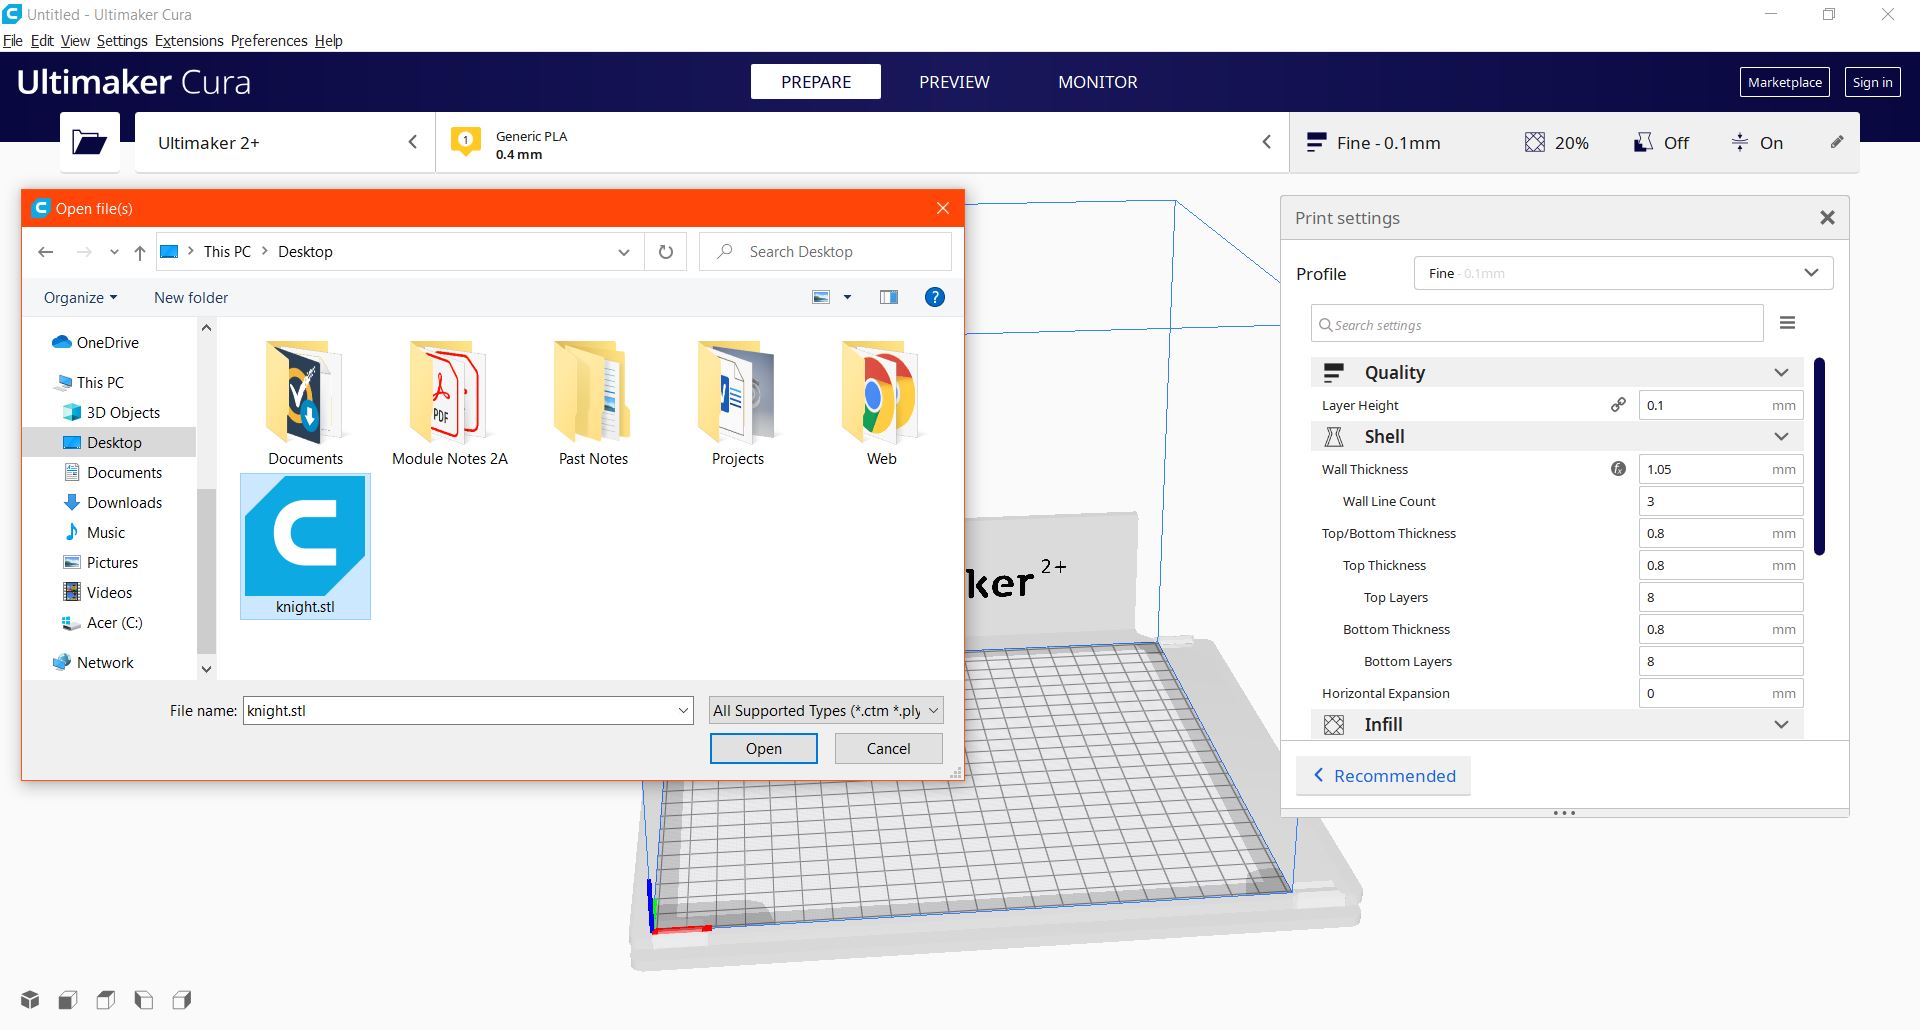 Untitled - Ultimaker Cura
File Edit View Settings Extensions Preferences Help
Ultimaker Cura
PREPARE
PREVIEW
MONITOR
Marketplace
Sign in
Ultimaker 2+
1
Generic PLA
0.4 mm
Fine - 0.1mm
20%
Off
On
Open file(s)
This PC
Desktop
Search Desktop
Organize
New folder
?
OneDrive
This PC
3D Objects
Desktop
Documents
Downloads
Music
Pictures
Videos
Acer (C:)
Network
PDF
Documents
Module Notes 2A
Past Notes
Projects
Web
knight.stl
File name:
knight.stl
All Supported Types (*.ctm *.ply
Open
Cancel
ker 2+
Print settings
Profile
Fine - 0.1mm
Search settings
Quality
Layer Height
0.1 mm
Shell
Wall Thickness
fx
1.05 mm
Wall Line Count
3
Top/Bottom Thickness
0.8 mm
Top Thickness
0.8 mm
Top Layers
8
Bottom Thickness
0.8 mm
Bottom Layers
8
Horizontal Expansion
0 mm
Infill
Recommended